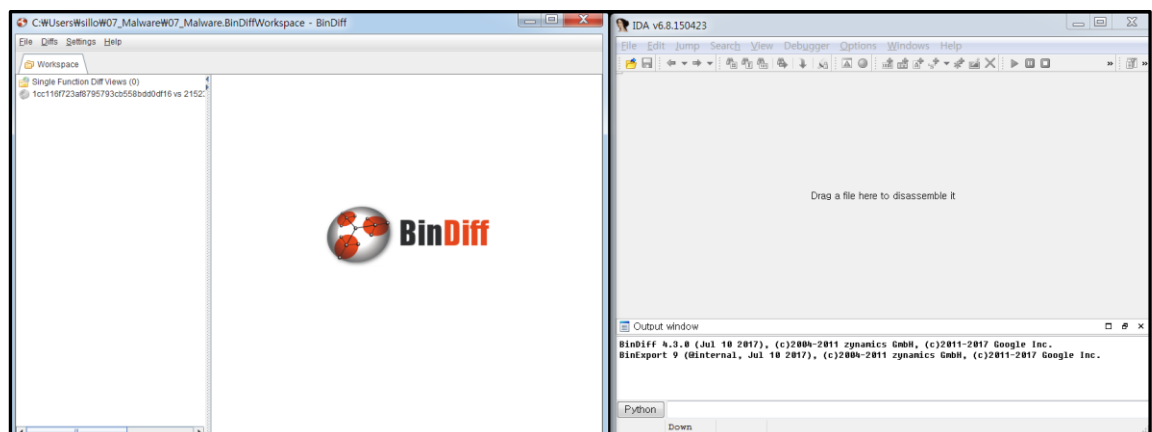 C:₩Users₩sillo₩07_Malware₩07_Malware.BinDiffWorkspace - BinDiff
File Diffs Settings Help
Workspace
Single Function Diff Views (0)
1cc116f723af8795793cb558bdd0df16 vs 2152
BinDiff
IDA v6.8.150423
File Edit Jump Search View Debugger Options Windows Help
Drag a file here to disassemble it
Output window
BinDiff 4.3.0 (Jul 10 2017), (c)2004-2011 zynamics GmbH, (c)2011-2017 Google Inc.
BinExport 9 (@internal, Jul 10 2017), (c)2004-2011 zynamics GmbH, (c)2011-2017 Google Inc.
Python
Down